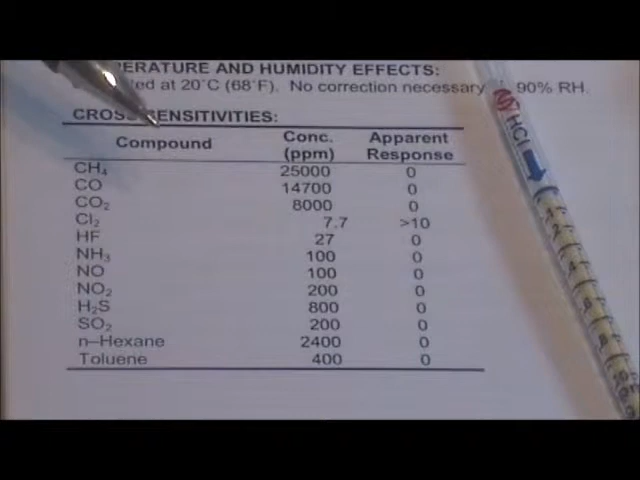 PERATURE AND HUMIDITY EFFECTS:
ted at 20°C (68°F). No correction necessary 90% RH.
CROSS SENSITIVITIES:
Compound Conc. (ppm) Apparent Response
CH₄ 25000 0
CO 14700 0
CO₂ 8000 0
Cl₂ 7.7 >10
HF 27 0
NH₃ 100 0
NO 100 0
NO₂ 200 0
H₂S 800 0
SO₂ 200 0
n–Hexane 2400 0
Toluene 400 0
HCl